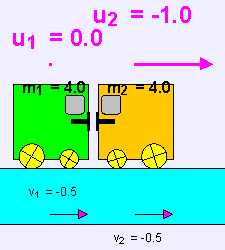 u2 = -1.0
u1 = 0.0
m1 = 4.0 m2 = 4.0
v1 = -0.5
v2 = -0.5